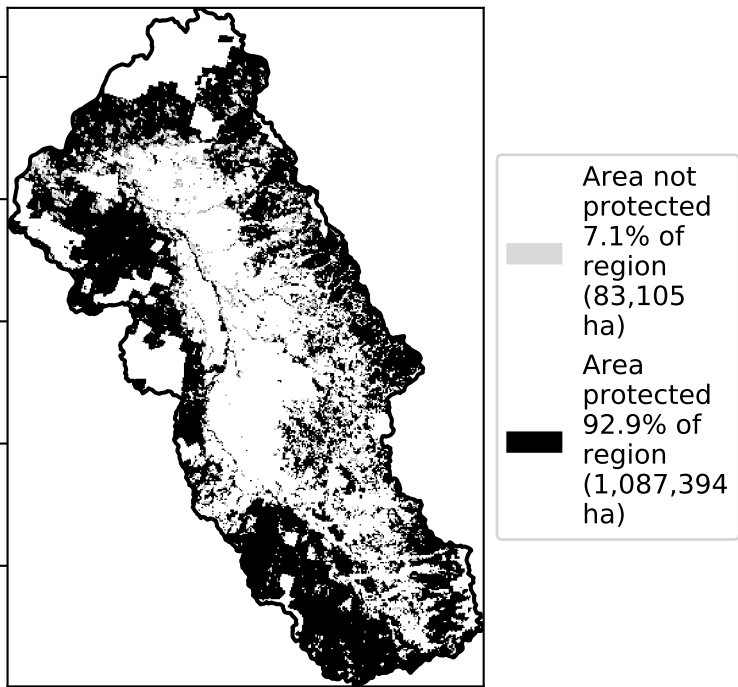 Area not
protected
7.1% of
region
(83,105
ha)
Area
protected
92.9% of
region
(1,087,394
ha)